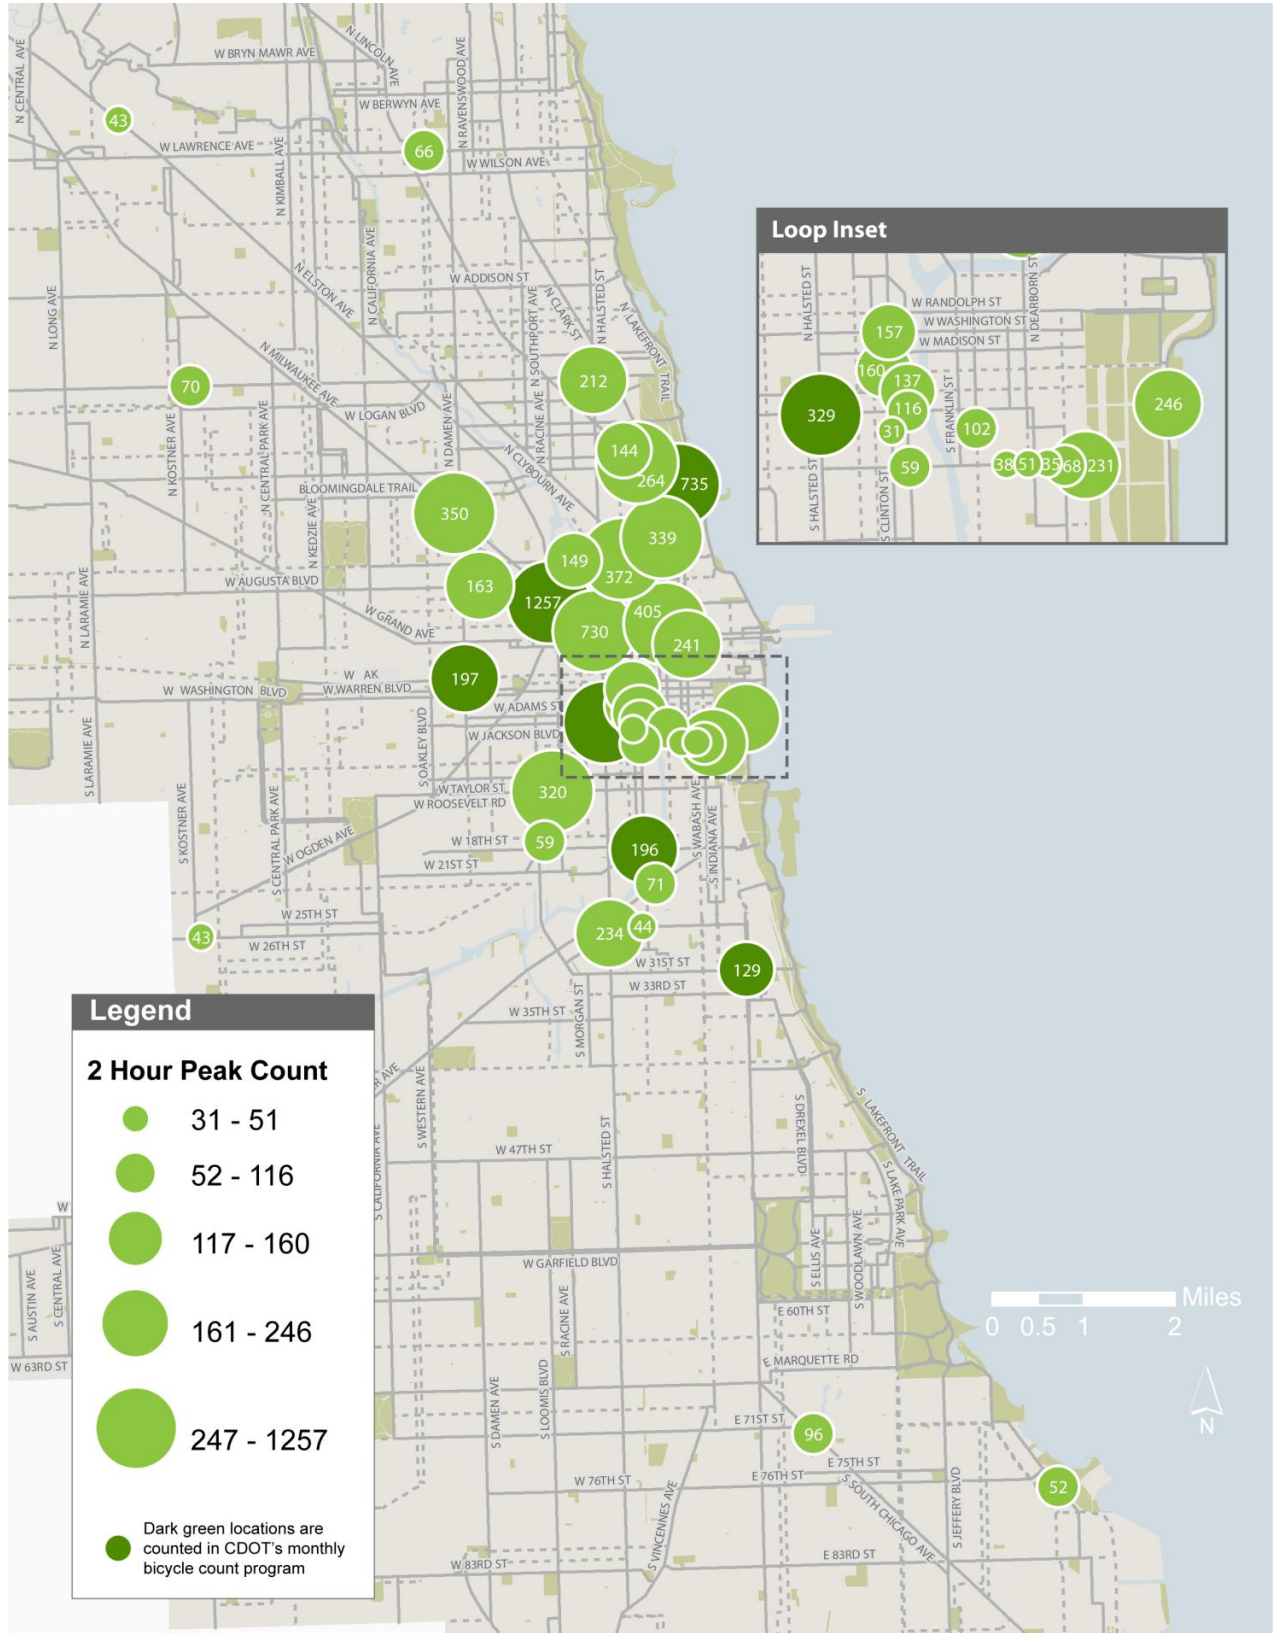 N CENTRAL AVE
W BRYN MAWR AVE
N LINCOLN AVE
N RAVENSWOOD AVE
W BERWYN AVE
43
W LAWRENCE AVE
66
W WILSON AVE
N KIMBALL AVE
N CALIFORNIA AVE
W ADDISON ST
N HALSTED ST
N ELSTON AVE
N CLARK ST
N LAKEFRONT TRAIL
N LONG AVE
N SOUTHPORT AVE
N MILWAUKEE AVE
212
70
W LOGAN BLVD
N DAMEN AVE
N RACINE AVE
N KOSTNER AVE
N CENTRAL PARK AVE
144
264
735
N CLYBOURN AVE
BLOOMINGDALE TRAIL
350
N KEDZIE AVE
339
149
372
W AUGUSTA BLVD
163
N LARAMIE AVE
1257
405
W GRAND AVE
730
241
W AK
197
W WASHINGTON BLVD
W WARREN BLVD
W ADAMS ST
S LARAMIE AVE
S OAKLEY BLVD
W JACKSON BLVD
W TAYLOR ST
320
W ROOSEVELT RD
S KOSTNER AVE
S CENTRAL PARK AVE
W OGDEN AVE
W 18TH ST
59
196
S WABASH AVE
S INDIANA AVE
W 21ST ST
71
W 25TH ST
43
W 26TH ST
234
44
W 31ST ST
129
W 33RD ST
W 35TH ST
S MORGAN ST
Loop Inset
N HALSTED ST
W RANDOLPH ST
N DEARBORN ST
W WASHINGTON ST
157
W MADISON ST
160
137
S FRANKLIN ST
246
329
116
31
102
59
38
51
35
68
231
S HALSTED ST
S CLINTON ST
Legend
2 Hour Peak Count
31 - 51
52 - 116
117 - 160
161 - 246
247 - 1257
Dark green locations are
counted in CDOT's monthly
bicycle count program
S WESTERN AVE
S CALIFORNIA AVE
S DREXEL BLVD
S LAKEFRONT TRAIL
W 47TH ST
S HALSTED ST
S LAKE PARK AVE
W
S ELLIS AVE
S WOODLAWN AVE
W GARFIELD BLVD
S AUSTIN AVE
S CENTRAL AVE
S RACINE AVE
E 60TH ST
Miles
0 0.5 1 2
W 63RD ST
E MARQUETTE RD
N
S DAMEN AVE
S LOOMIS BLVD
E 71ST ST
96
E 75TH ST
W 76TH ST
E 76TH ST
52
S VINCENNES AVE
S SOUTH CHICAGO AVE
S JEFFERY BLVD
W 83RD ST
E 83RD ST